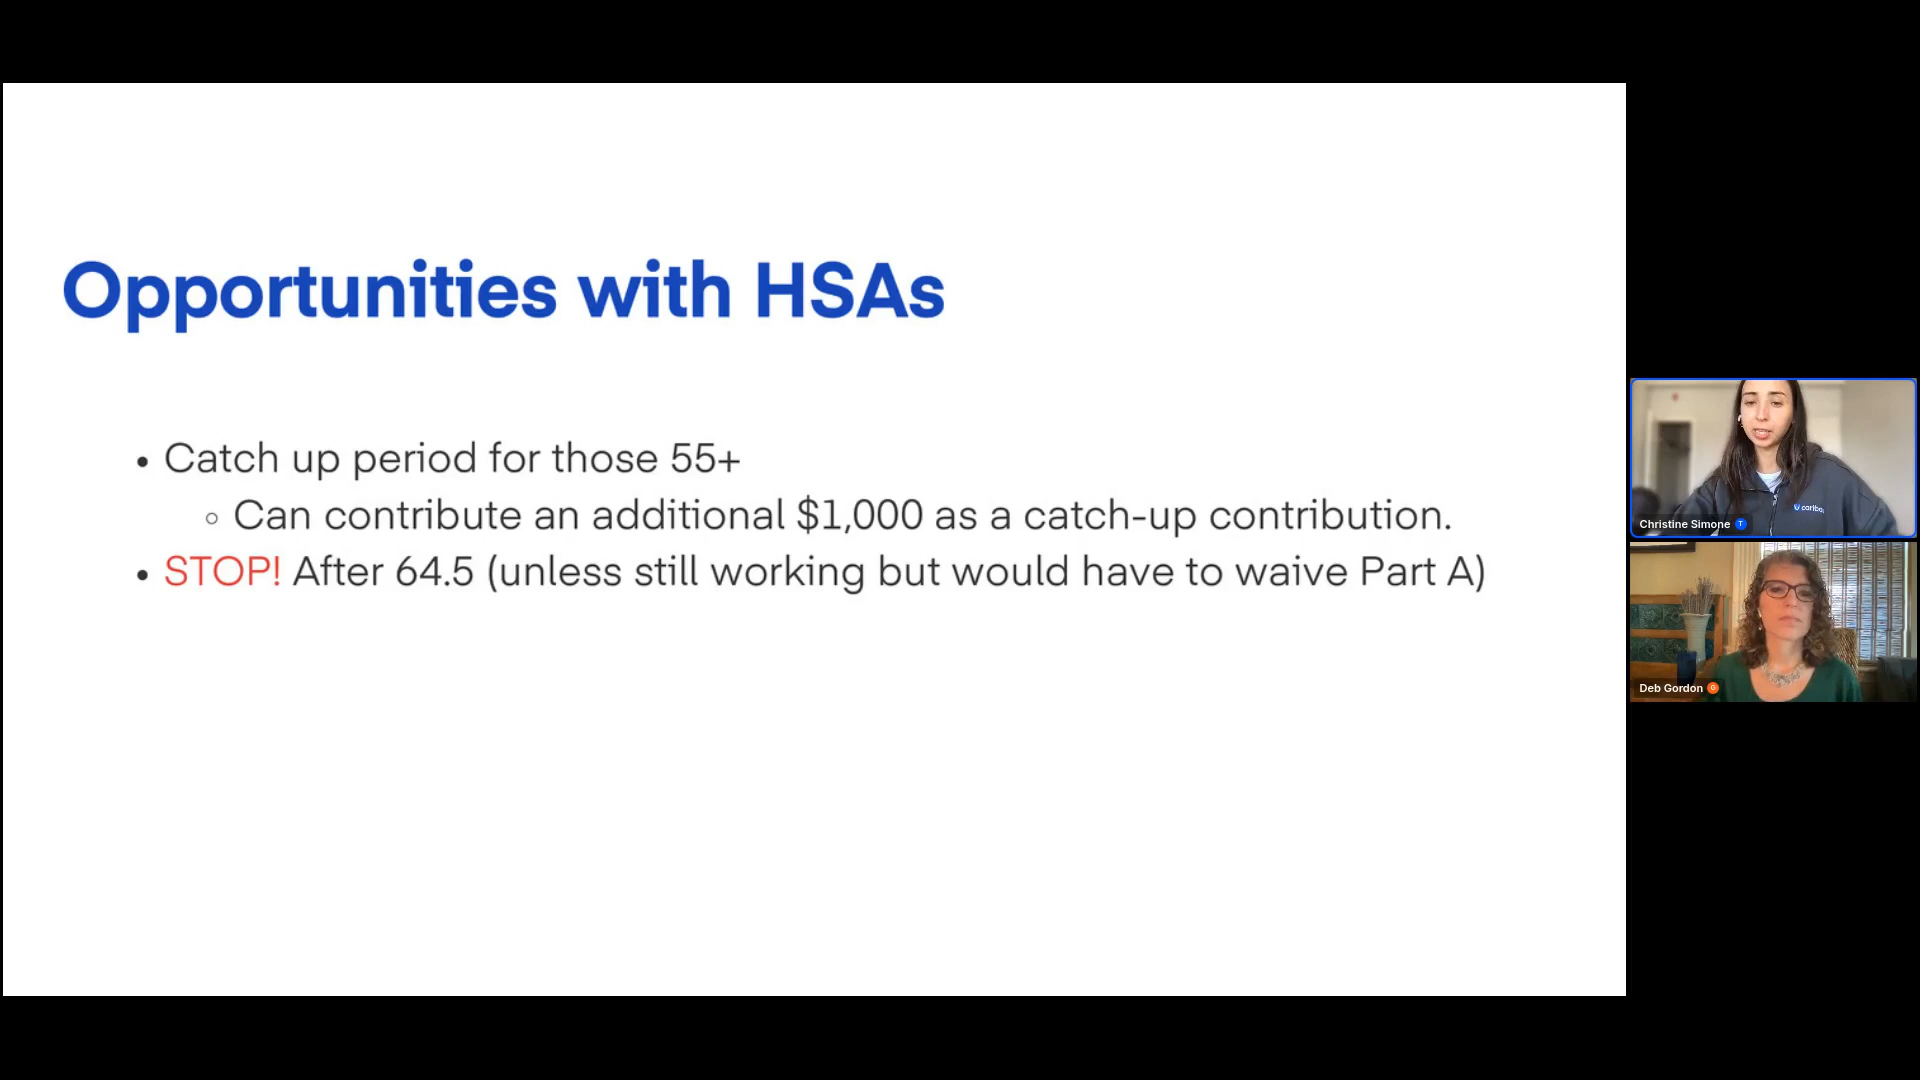 Opportunities with HSAs
• Catch up period for those 55+
◦ Can contribute an additional $1,000 as a catch-up contribution.
• STOP! After 64.5 (unless still working but would have to waive Part A)
caribou
Christine Simone T
Deb Gordon G